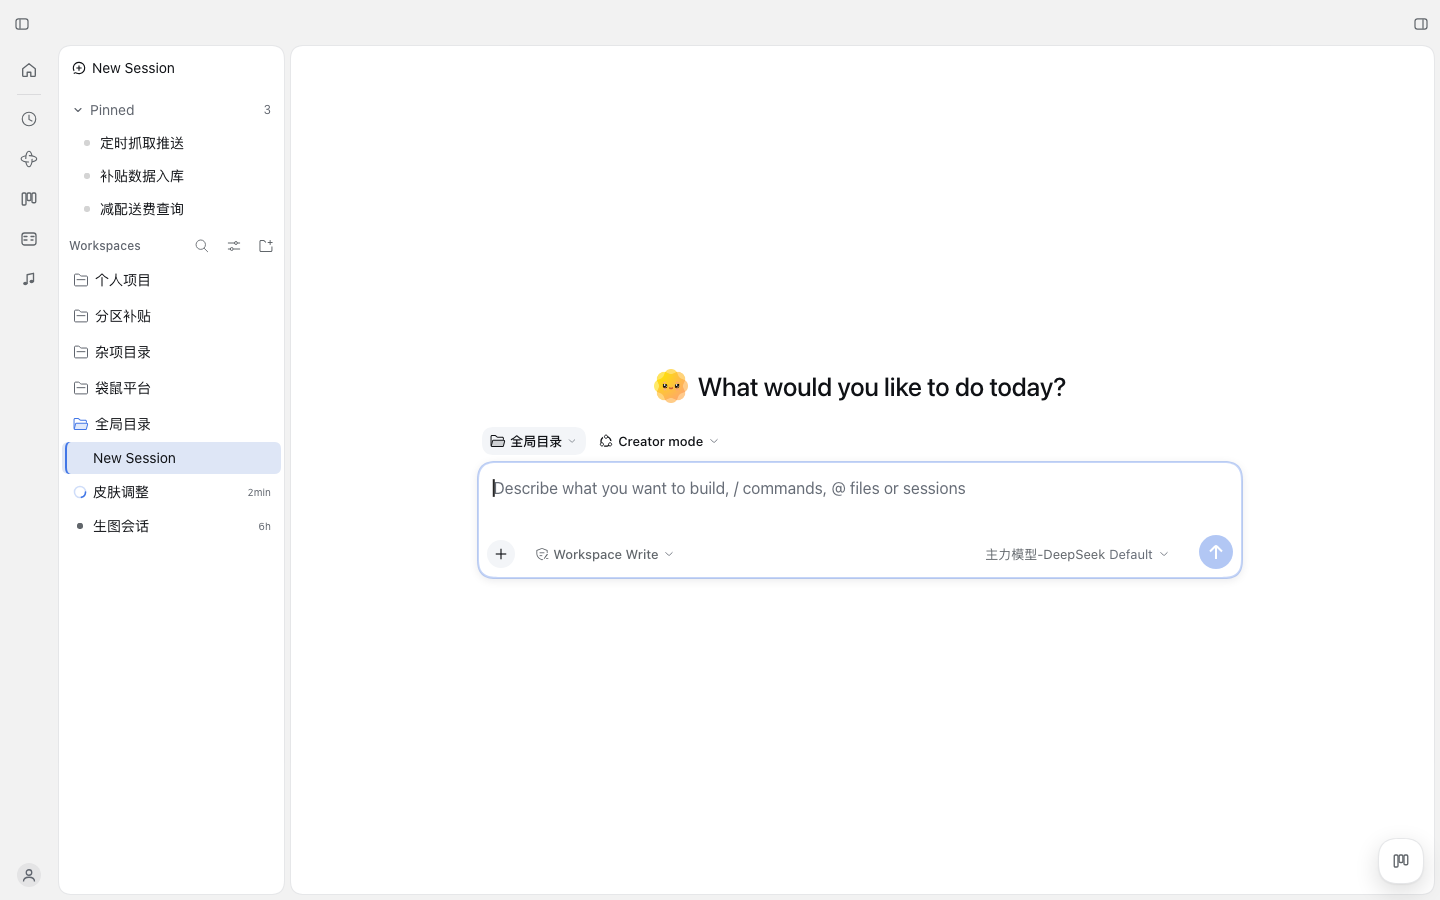 New Session
Pinned 3
定时抓取推送
补贴数据入库
减配送费查询
Workspaces
个人项目
分区补贴
杂项目录
袋鼠平台
全局目录
New Session
皮肤调整 2min
生图会话 6h
What would you like to do today?
全局目录 Creator mode
Describe what you want to build, / commands, @ files or sessions
Workspace Write 主力模型-DeepSeek Default